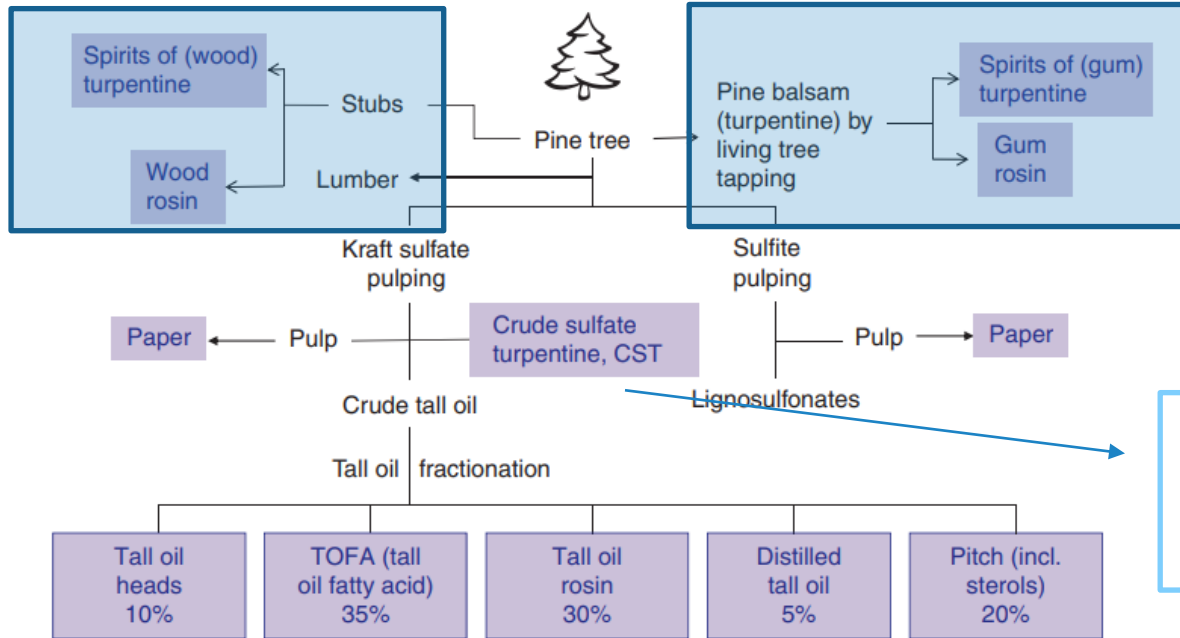 Spirits of (wood)
turpentine
Stubs
Wood
rosin
Lumber
Pine tree
Pine balsam
(turpentine) by
living tree
tapping
Spirits of (gum)
turpentine
Gum
rosin
Kraft sulfate
pulping
Sulfite
pulping
Paper
Pulp
Crude sulfate
turpentine, CST
Pulp
Paper
Crude tall oil
Lignosulfonates
Tall oil fractionation
Tall oil
heads
10%
TOFA (tall
oil fatty acid)
35%
Tall oil
rosin
30%
Distilled
tall oil
5%
Pitch (incl.
sterols)
20%